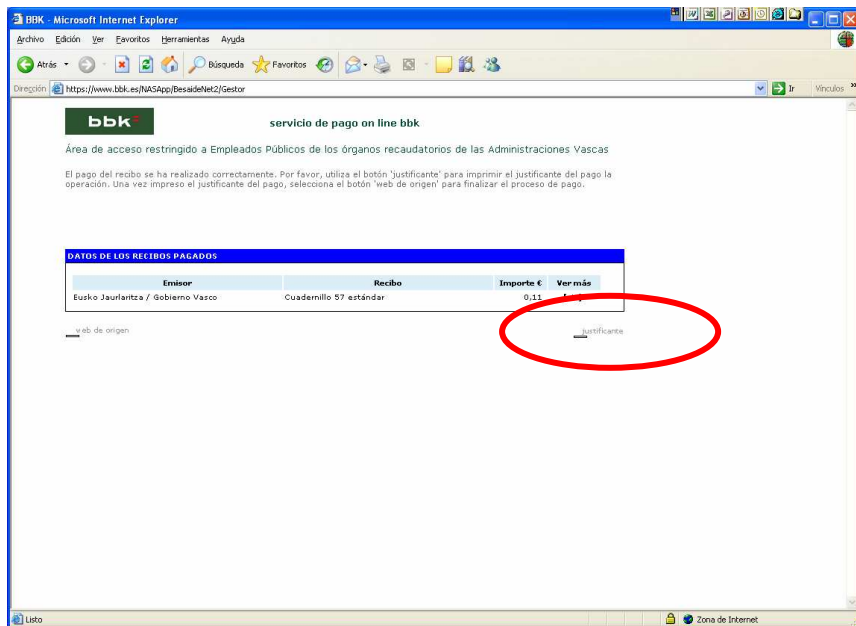 BBK - Microsoft Internet Explorer
Archivo Edición Ver Favoritos Herramientas Ayuda
Atrás Búsqueda Favoritos
Dirección https://www.bbk.es/NASApp/BesaideNet2/Gestor Ir Vínculos »
bbk servicio de pago on line bbk
Área de acceso restringido a Empleados Públicos de los órganos recaudatorios de las Administraciones Vascas
El pago del recibo se ha realizado correctamente. Por favor, utiliza el botón 'justificante' para imprimir el justificante del pago la
operación. Una vez impreso el justificante del pago, selecciona el botón 'web de origen' para finalizar el proceso de pago.
DATOS DE LOS RECIBOS PAGADOS
Emisor Recibo Importe € Ver más
Eusko Jaurlaritza / Gobierno Vasco Cuadernillo 57 estándar 0,11
web de origen justificante
Listo Zona de Internet